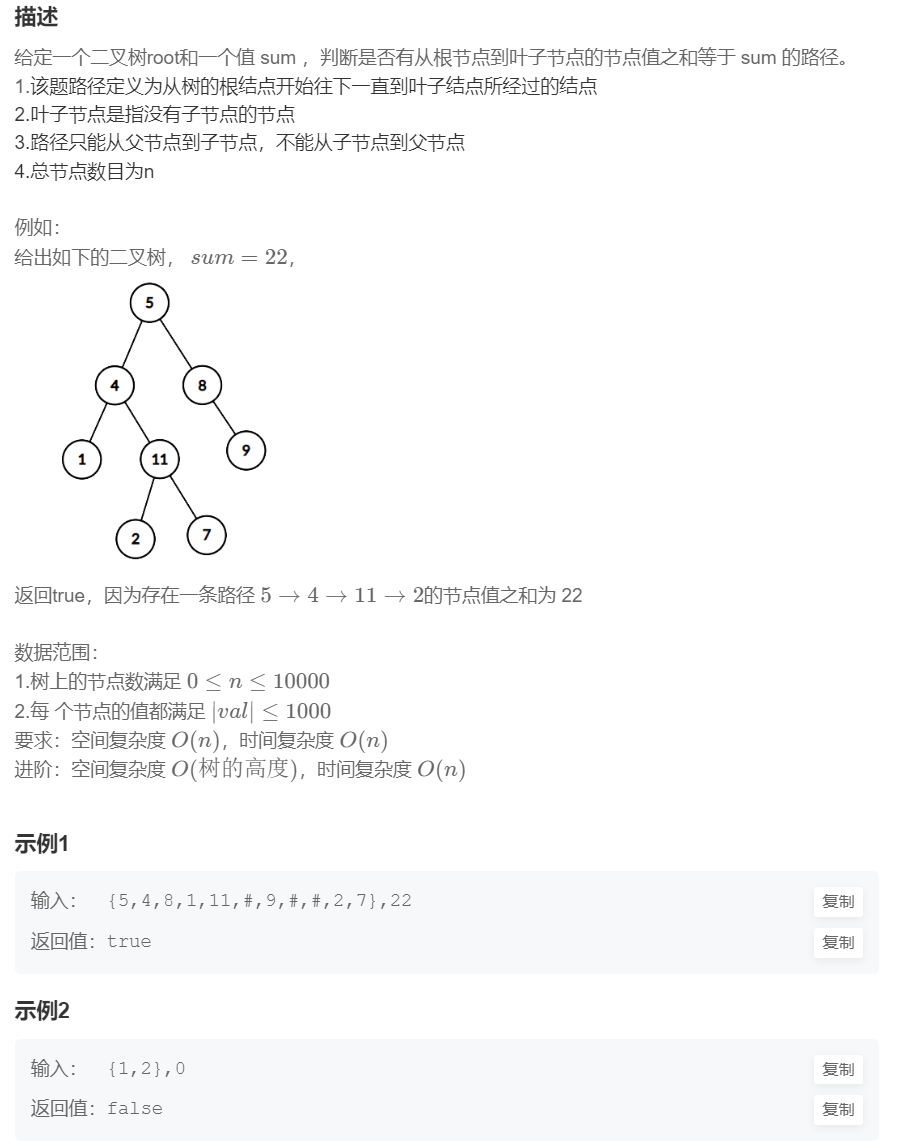 描述
给定一个二叉树root和一个值 sum ，判断是否有从根节点到叶子节点的节点值之和等于 sum 的路径。
1.该题路径定义为从树的根结点开始往下一直到叶子结点所经过的结点
2.叶子节点是指没有子节点的节点
3.路径只能从父节点到子节点，不能从子节点到父节点
4.总节点数目为n
例如：
给出如下的二叉树， sum = 22，
5
4 8
1 11 9
2 7
返回true，因为存在一条路径 5 → 4 → 11 → 2的节点值之和为 22
数据范围：
1.树上的节点数满足 0 ≤ n ≤ 10000
2.每 个节点的值都满足 |val| ≤ 1000
要求：空间复杂度 O(n)，时间复杂度 O(n)
进阶：空间复杂度 O(树的高度)，时间复杂度 O(n)
示例1
输入： {5,4,8,1,11,#,9,#,#,2,7},22 复制
返回值：true 复制
示例2
输入： {1,2},0 复制
返回值：false 复制